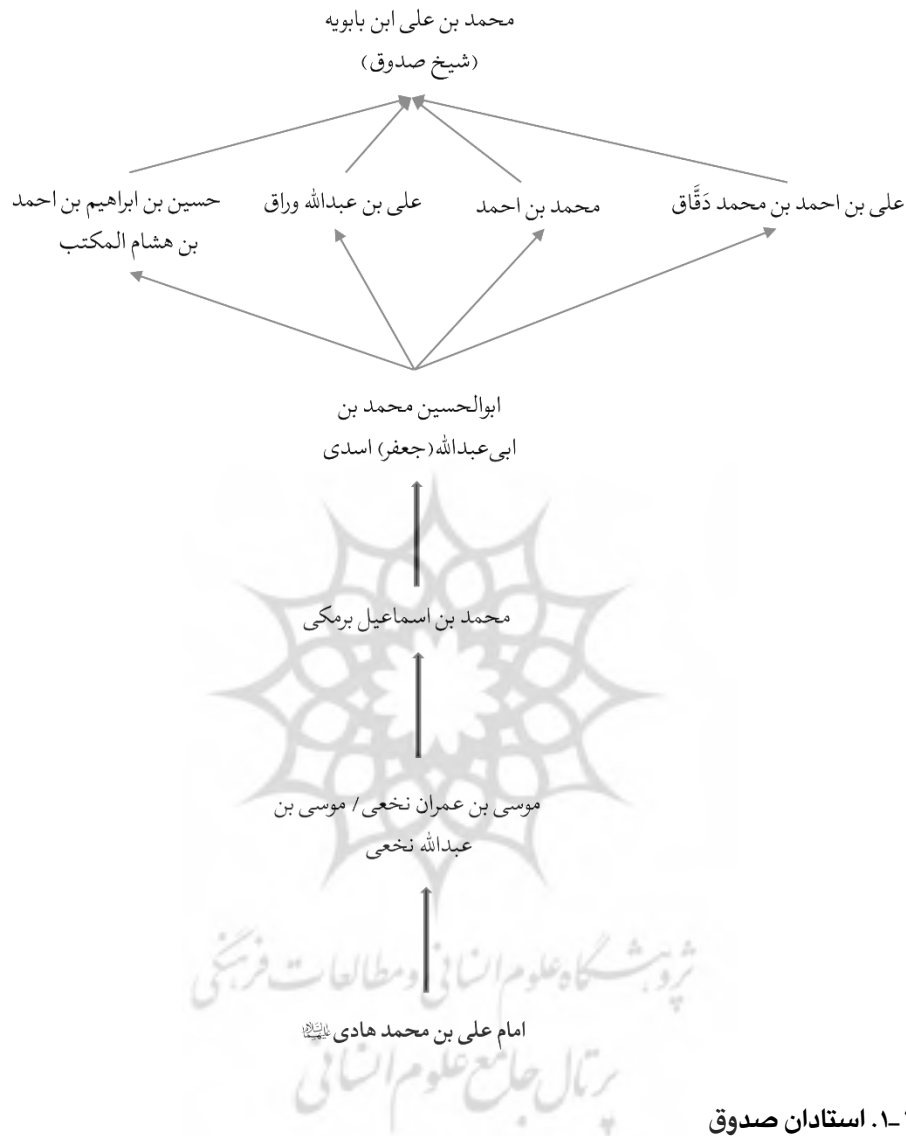 محمد بن علی ابن بابویه
(شیخ صدوق)
علی بن احمد بن محمد دَقَّاق
محمد بن احمد
علی بن عبدالله وراق
حسین بن ابراهیم بن احمد
بن هشام المکتب
ابوالحسین محمد بن
ابی‌عبدالله(جعفر) اسدی
محمد بن اسماعیل برمکی
موسی بن عمران نخعی/ موسی بن
عبدالله نخعی
پژوهشگاه علوم انسانی و مطالعات فرهنگی
امام علی بن محمد هادی
پرتال جامع علوم انسانی
ـ۱. استادان صدوق